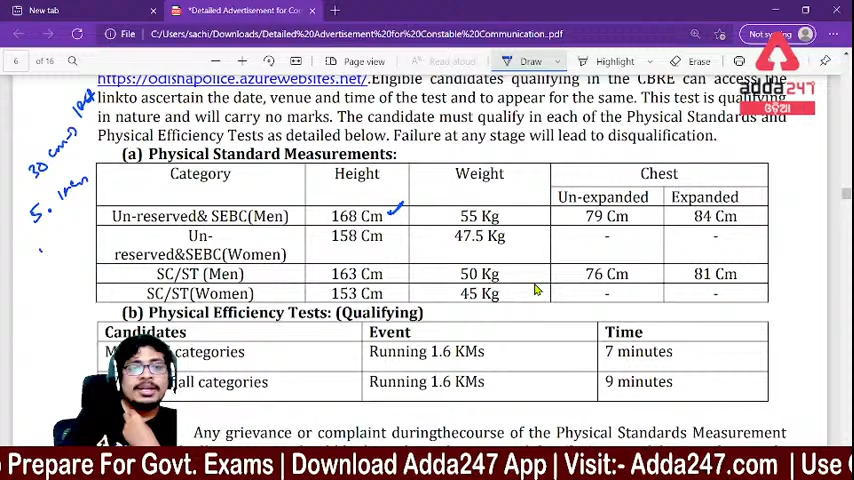 New tab
*Detailed Advertisement for Con
File C:/Users/sachi/Downloads/Detailed%20Advertisement%20for%20Constable%20Communication.pdf
Not syncing
6 of 16
Page view
Read aloud
Draw
Highlight
Erase
adda247
ଓଡ଼ିଆ
https://odishapolice.azurewebsites.net/.Eligible candidates qualifying in the CBRE can access the
linkto ascertain the date, venue and time of the test and to appear for the same. This test is qualifying
in nature and will carry no marks. The candidate must qualify in each of the Physical Standards and
Physical Efficiency Tests as detailed below. Failure at any stage will lead to disqualification.
30 cms
5.
(a) Physical Standard Measurements:
Category Height Weight Chest
Un-expanded Expanded
Un-reserved& SEBC(Men) 168 Cm 55 Kg 79 Cm 84 Cm
Un-
reserved&SEBC(Women) 158 Cm 47.5 Kg - -
SC/ST (Men) 163 Cm 50 Kg 76 Cm 81 Cm
SC/ST(Women) 153 Cm 45 Kg - -
(b) Physical Efficiency Tests: (Qualifying)
Candidates Event Time
categories Running 1.6 KMs 7 minutes
all categories Running 1.6 KMs 9 minutes
Any grievance or complaint duringthecourse of the Physical Standards Measurement
Prepare For Govt. Exams | Download Adda247 App | Visit:- Adda247.com | Use